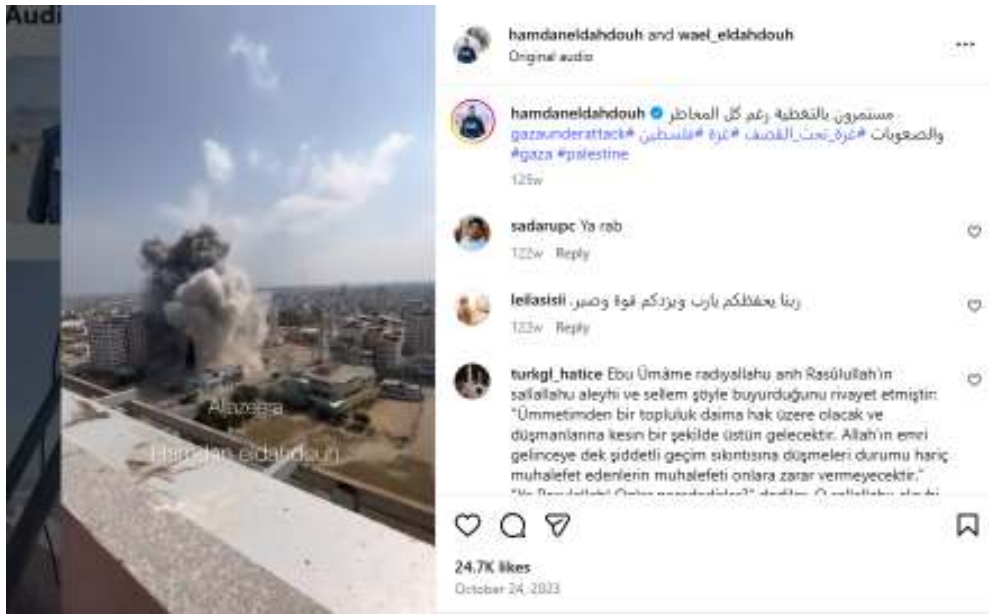 Audi
Aljazeera
Hamdan eldahdouh
hamdaneldahdouh and wael_eldahdouh
Original audio
hamdaneldahdouh مستمرون بالتغطية رغم كل المخاطر
والصعوبات #غزة_تحت_القصف #غزة #فلسطين #gazaunderattack
#gaza #palestine
129w
sadarupc Ya rab
122w Reply
leilasisii ربنا يحفظكم يارب ويزدكم قوة وصبر.
123w Reply
turkgl_hatice Ebu Ümâme radıyallahu anh Rasûlullah'ın
sallallahu aleyhi ve sellem şöyle buyurduğunu rivayet etmiştir:
"Ümmetimden bir topluluk daima hak üzere olacak ve
düşmanlarına kesin bir şekilde üstün gelecektir. Allah'ın emri
gelinceye dek şiddetli geçim sıkıntısına düşmeleri durumu hariç
muhalefet edenlerin muhalefeti onlara zarar vermeyecektir."
24.7K likes
October 24, 2023